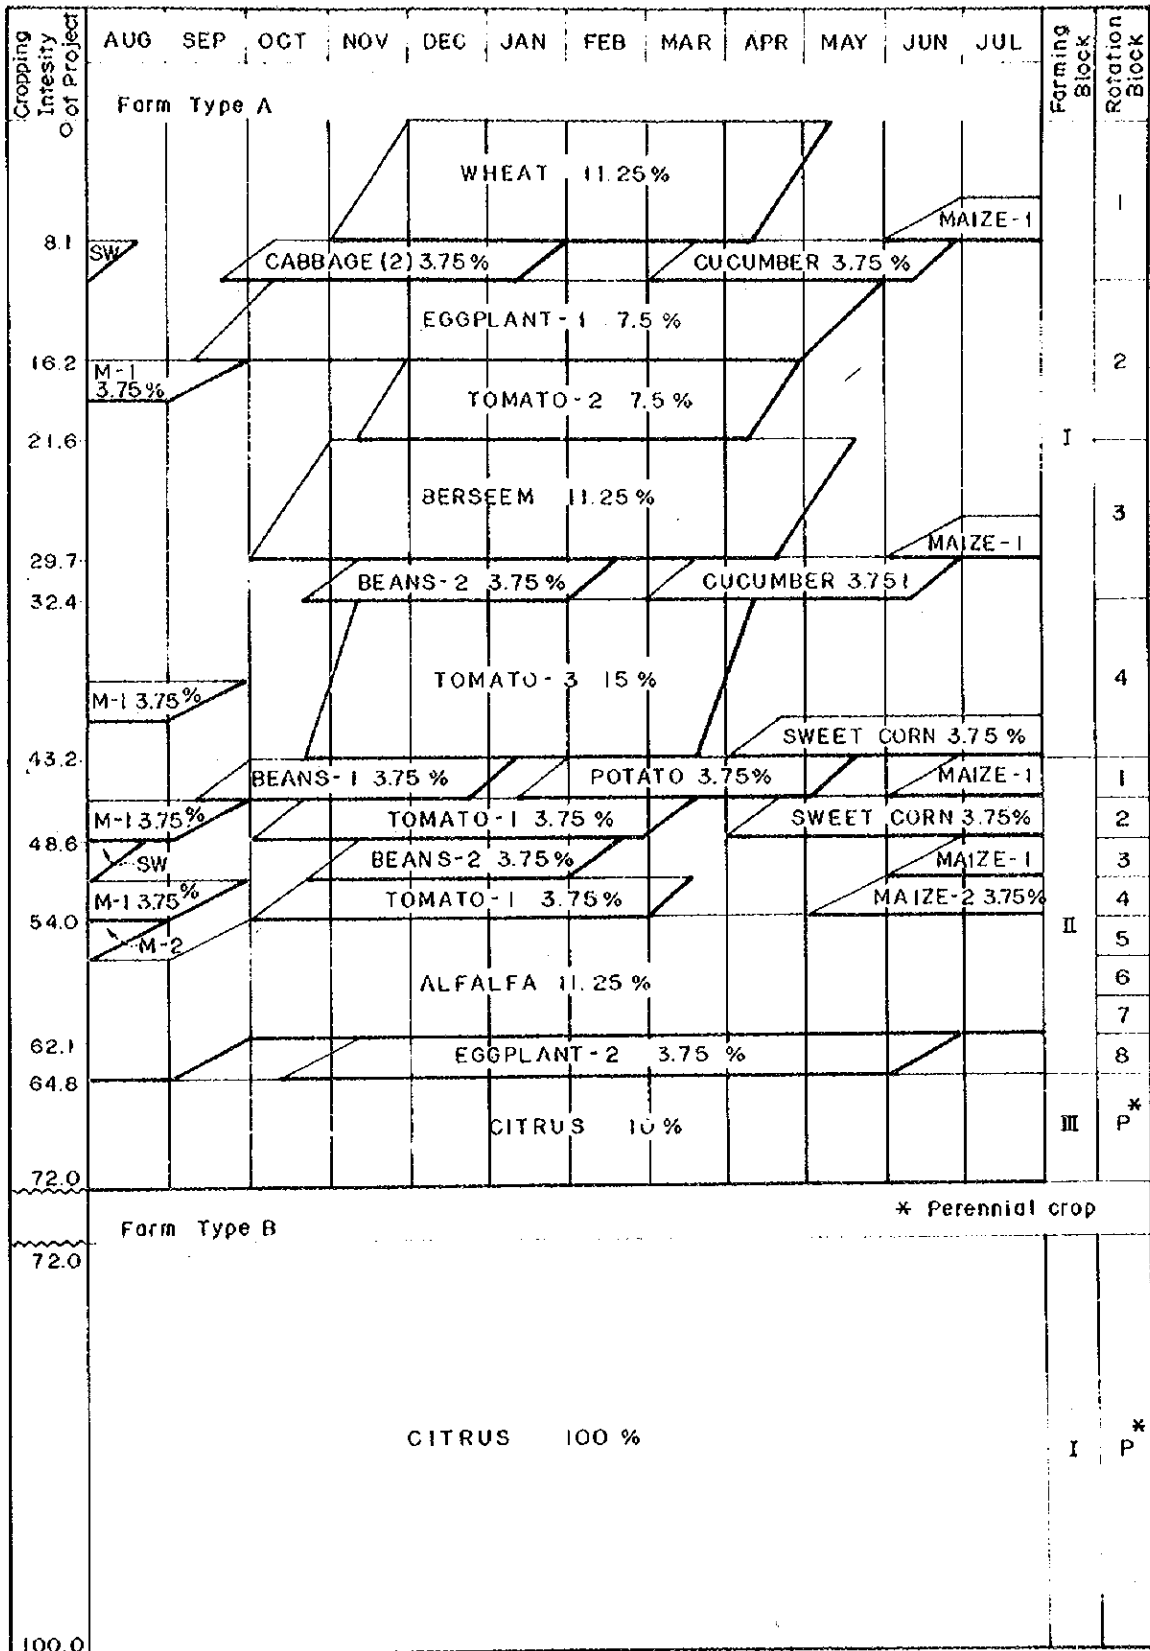 Cropping Intesity % of Project
AUG SEP OCT NOV DEC JAN FEB MAR APR MAY JUN JUL
Farming Block
Rotation Block
Farm Type A
0
WHEAT 11.25%
1
MAIZE-1
8.1
SW
CABBAGE (2) 3.75%
CUCUMBER 3.75%
EGGPLANT-1 7.5%
16.2
M-1
3.75%
2
TOMATO-2 7.5%
21.6
I
BERSEEM 11.25%
3
MAIZE-1
29.7
BEANS-2 3.75%
CUCUMBER 3.75
32.4
TOMATO-3 15%
4
M-1 3.75%
SWEET CORN 3.75%
43.2
BEANS-1 3.75%
POTATO 3.75%
MAIZE-1
1
M-1 3.75%
TOMATO-1 3.75%
SWEET CORN 3.75%
2
48.6
SW
BEANS-2 3.75%
MAIZE-1
3
M-1 3.75%
TOMATO-1 3.75%
MAIZE-2 3.75%
4
54.0
M-2
II
5
ALFALFA 11.25%
6
7
62.1
EGGPLANT-2 3.75%
8
64.8
CITRUS 10%
III
P*
72.0
* Perennial crop
Farm Type B
72.0
CITRUS 100%
I
P*
100.0